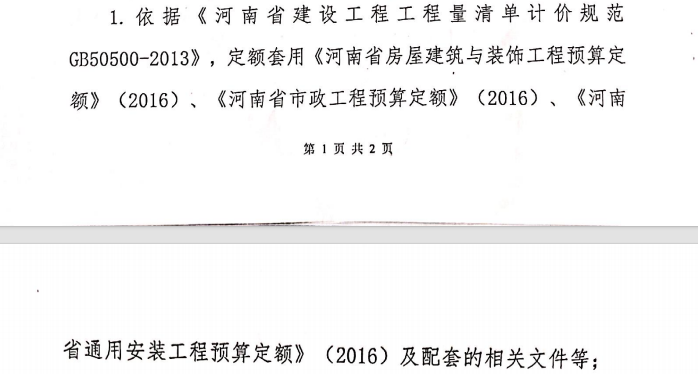 1. 依据《河南省建设工程工程量清单计价规范
GB50500-2013》，定额套用《河南省房屋建筑与装饰工程预算定
额》（2016）、《河南省市政工程预算定额》（2016）、《河南
第 1 页 共 2 页
省通用安装工程预算定额》（2016）及配套的相关文件等；